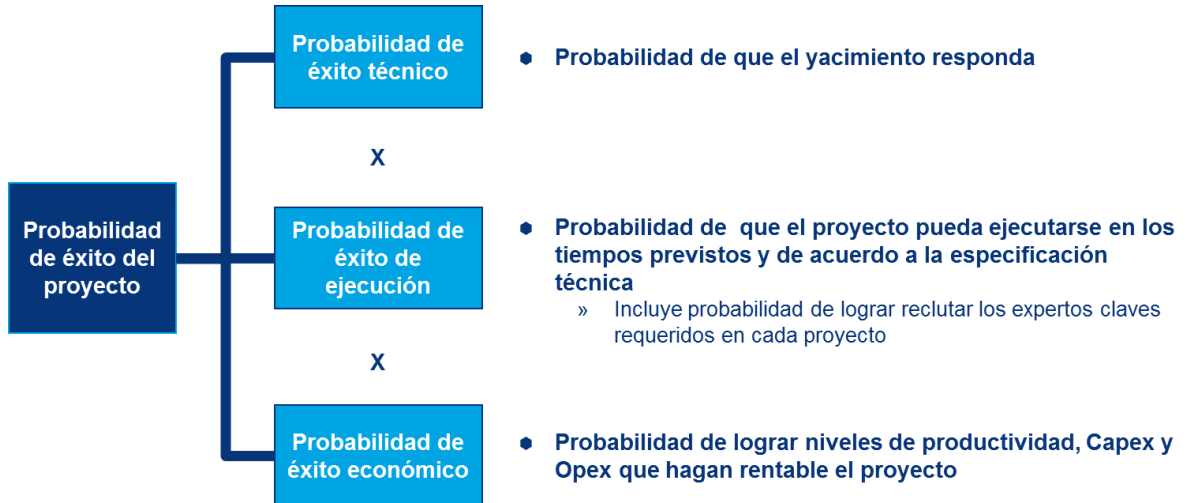 Probabilidad de
éxito técnico
Probabilidad de que el yacimiento responda
X
Probabilidad
de éxito del
proyecto
Probabilidad de
éxito de
ejecución
Probabilidad de que el proyecto pueda ejecutarse en los
tiempos previstos y de acuerdo a la especificación
técnica
» Incluye probabilidad de lograr reclutar los expertos claves
requeridos en cada proyecto
X
Probabilidad de
éxito económico
Probabilidad de lograr niveles de productividad, Capex y
Opex que hagan rentable el proyecto